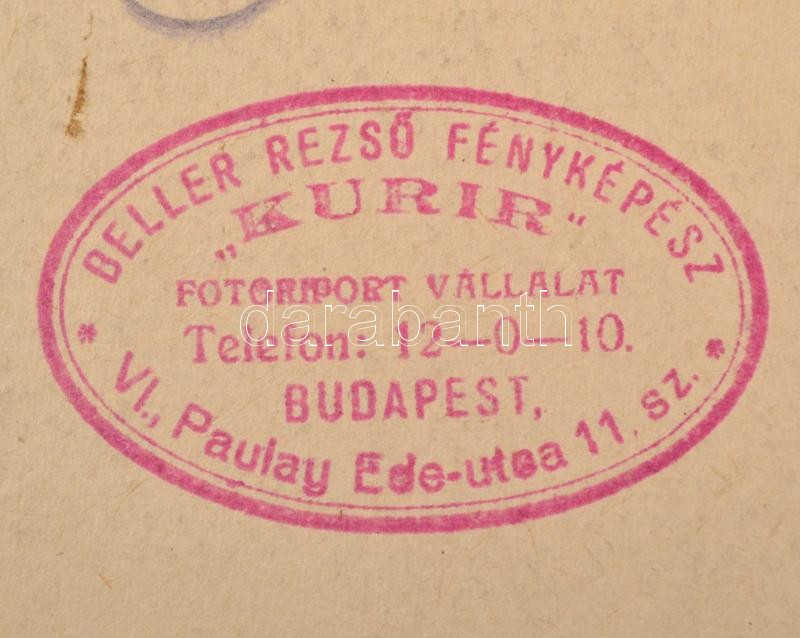 BELLER REZSŐ FÉNYKÉPÉSZ
„KURIR"
FOTORIPORT VÁLLALAT
darabanth
Telefon: 12—0—10.
BUDAPEST,
* VI., Paulay Ede-utca 11. sz. *